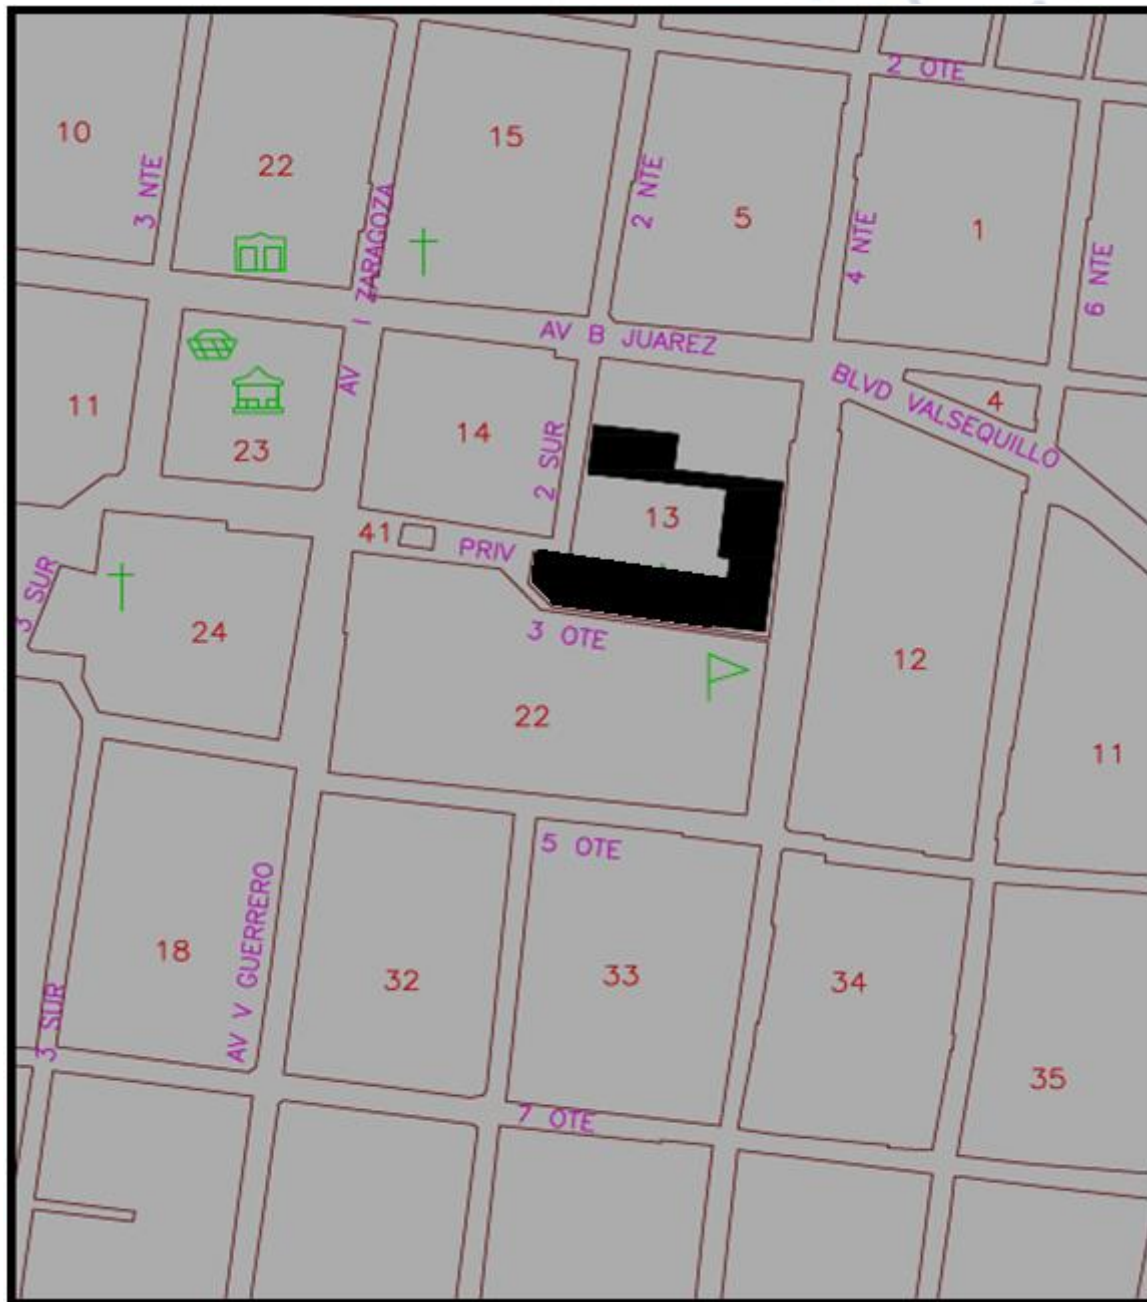 2 OTE
10
3 NTE
22
15
2 NTE
5
4 NTE
1
6 NTE
AV I ZARAGOZA
AV B JUAREZ
BLVD VALSEQUILLO
4
11
23
14
2 SUR
13
41
PRIV
3 SUR
24
3 OTE
12
22
11
5 OTE
AV V GUERRERO
18
32
33
34
3 SUR
35
7 OTE